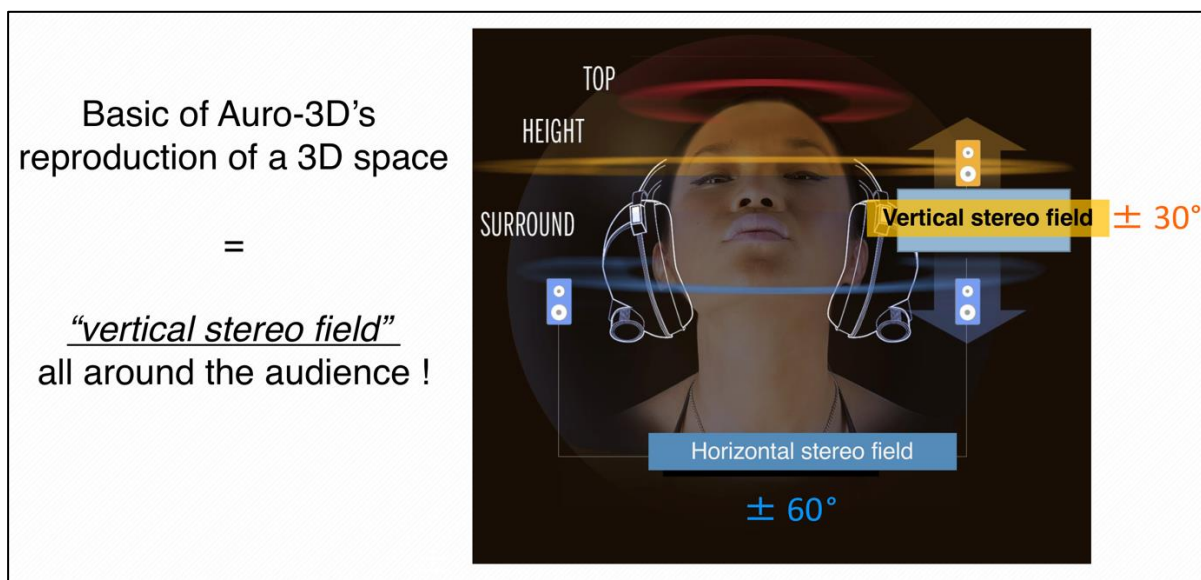 Basic of Auro-3D's
reproduction of a 3D space
=
“vertical stereo field”
all around the audience !
TOP
HEIGHT
SURROUND
Vertical stereo field ± 30°
Horizontal stereo field
± 60°